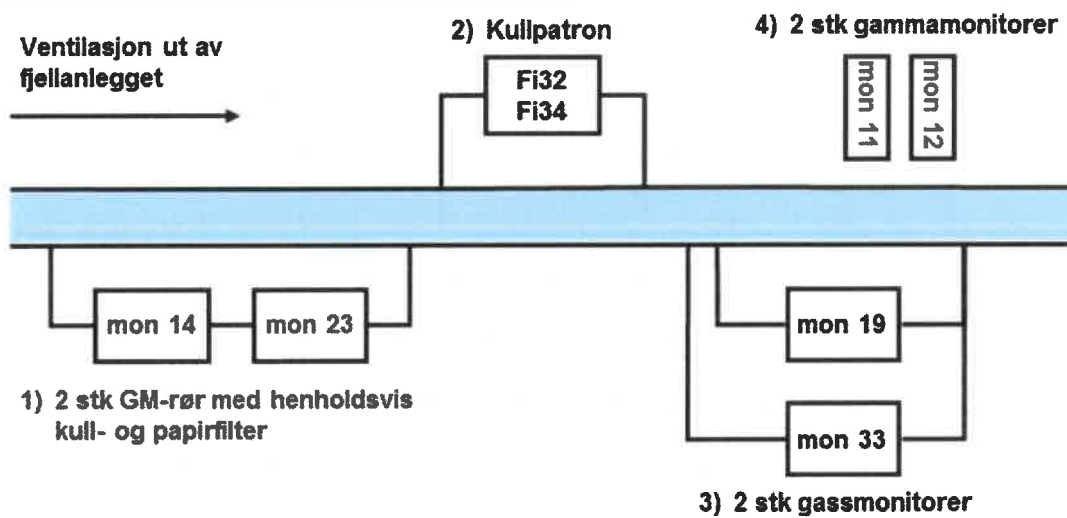 Ventilasjon ut av
fjellanlegget
2) Kullpatron
Fi32
Fi34
4) 2 stk gammamonitorer
mon 11
mon 12
mon 14
mon 23
1) 2 stk GM-rør med henholdsvis
kull- og papirfilter
mon 19
mon 33
3) 2 stk gassmonitorer